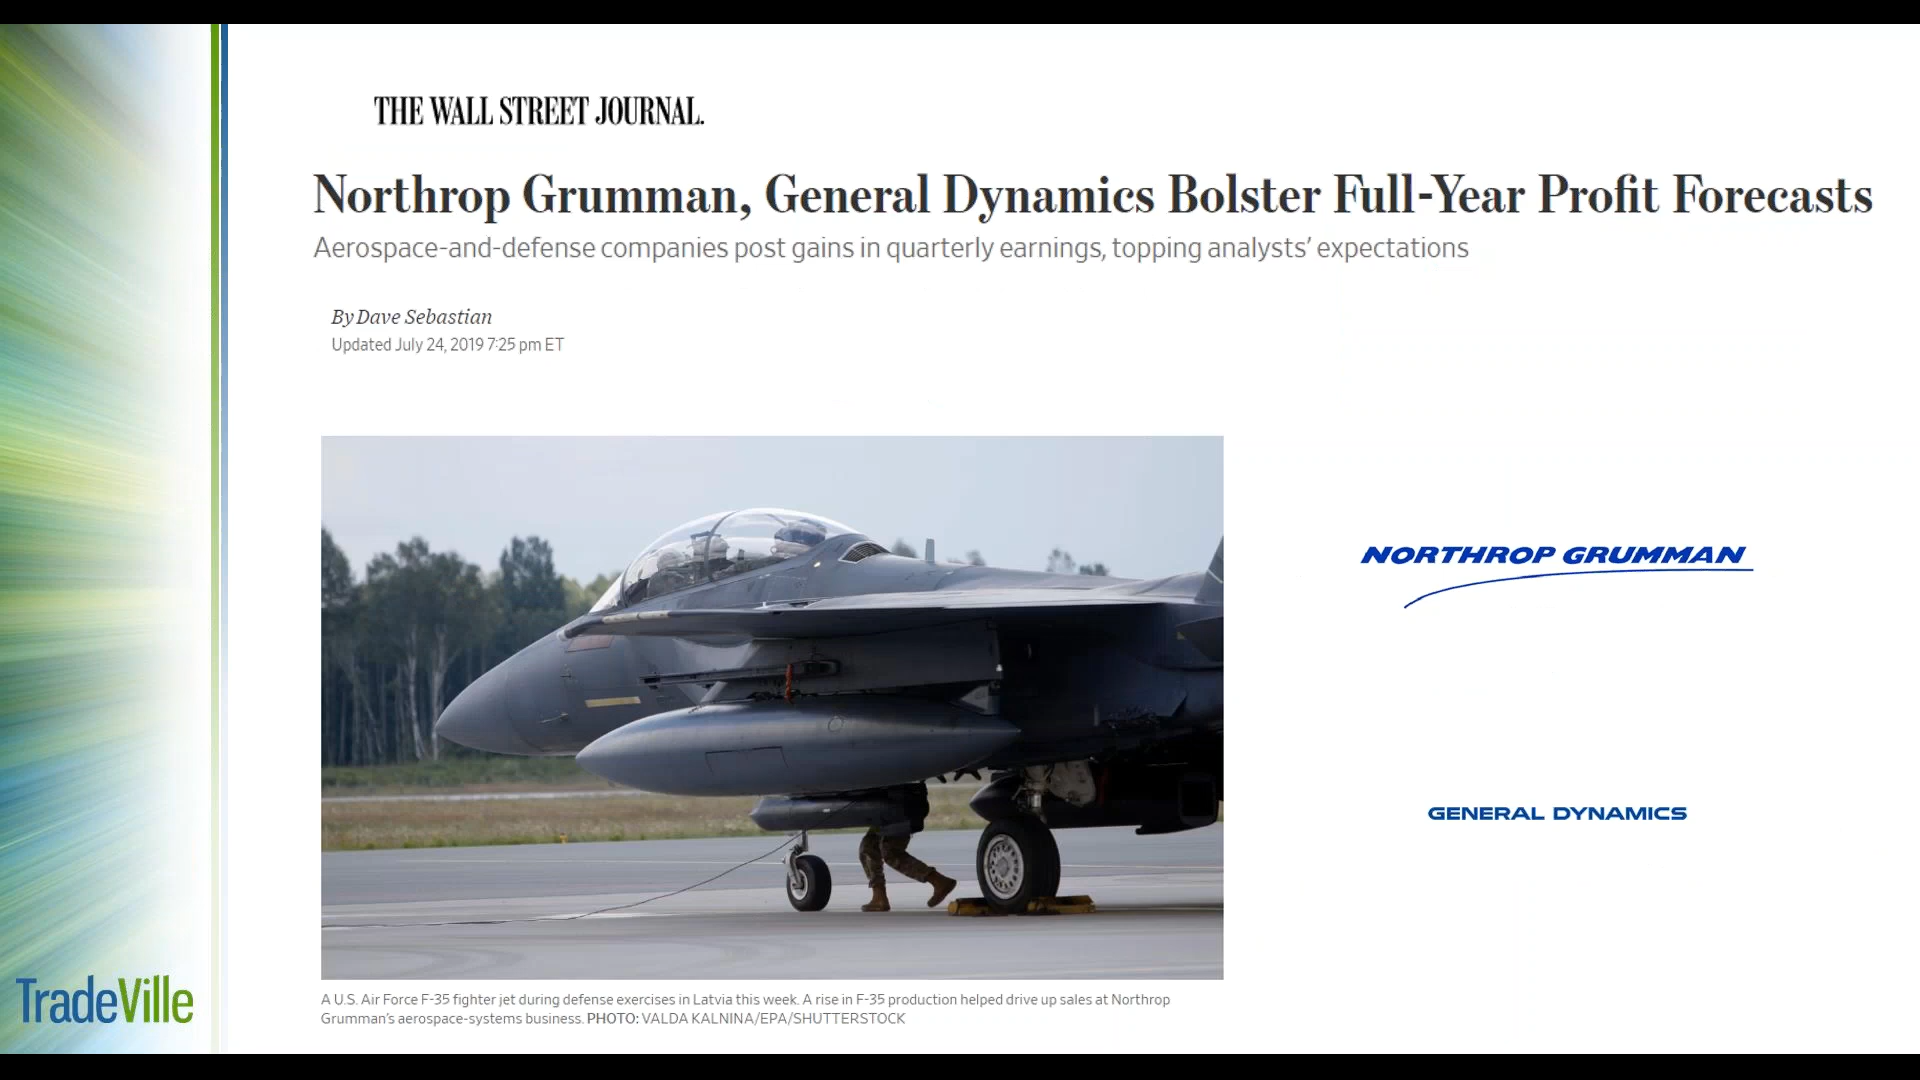 THE WALL STREET JOURNAL.
Northrop Grumman, General Dynamics Bolster Full-Year Profit Forecasts
Aerospace-and-defense companies post gains in quarterly earnings, topping analysts’ expectations
By Dave Sebastian
Updated July 24, 2019 7:25 pm ET
NORTHROP GRUMMAN
GENERAL DYNAMICS
A U.S. Air Force F-35 fighter jet during defense exercises in Latvia this week. A rise in F-35 production helped drive up sales at Northrop
Grumman’s aerospace-systems business. PHOTO: VALDA KALNINA/EPA/SHUTTERSTOCK
TradeVille